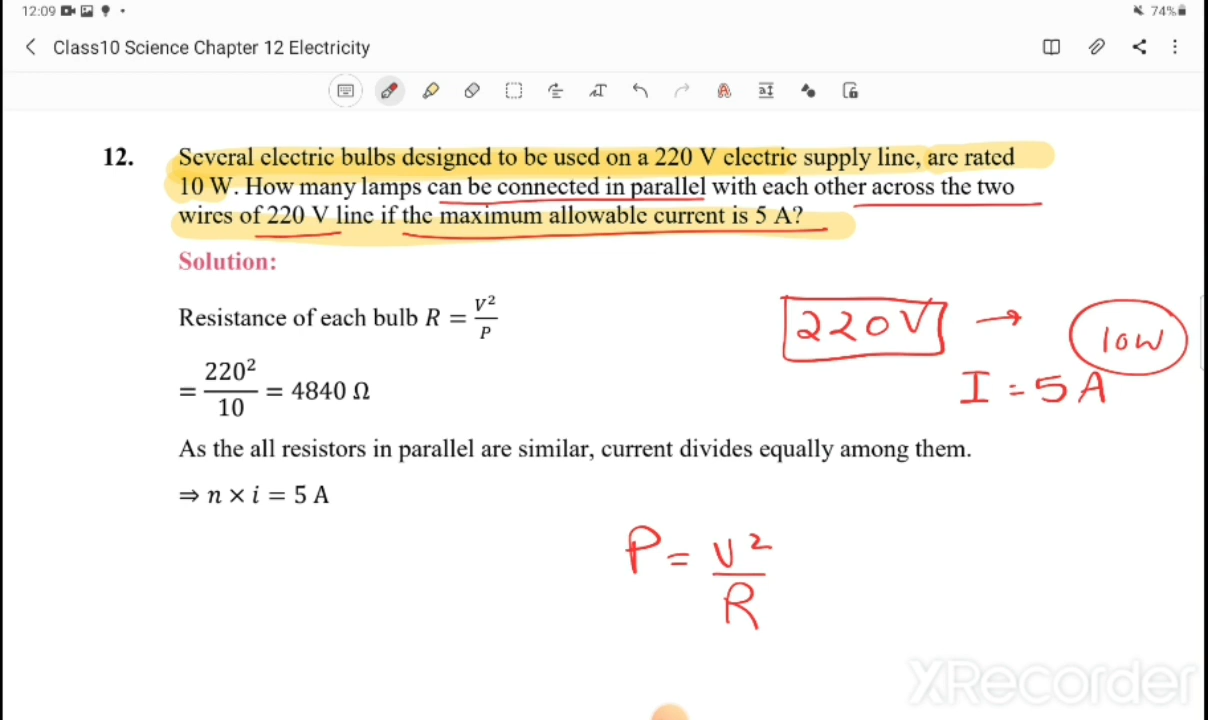 12:09
74%
Class10 Science Chapter 12 Electricity
12. Several electric bulbs designed to be used on a 220 V electric supply line, are rated
10 W. How many lamps can be connected in parallel with each other across the two
wires of 220 V line if the maximum allowable current is 5 A?
Solution:
Resistance of each bulb R = V²/P
= 220²/10 = 4840 Ω
220V → 10W
I = 5A
As the all resistors in parallel are similar, current divides equally among them.
⇒ n × i = 5 A
P = V²/R
XRecorder